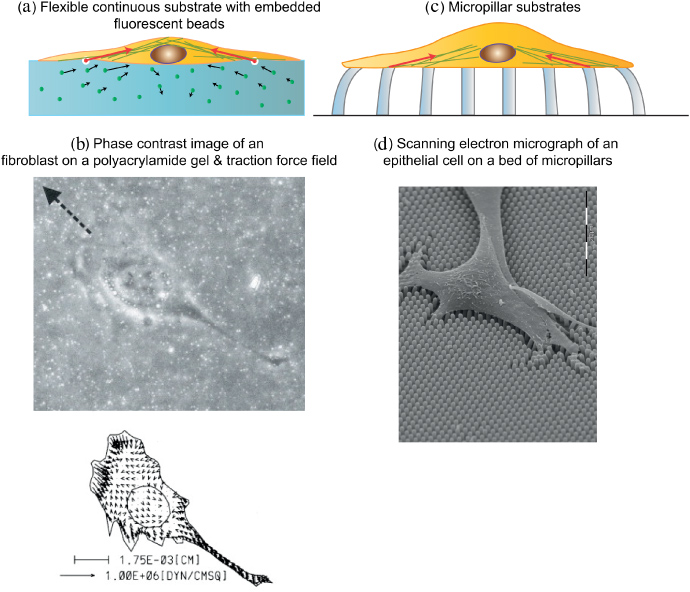 (a) Flexible continuous substrate with embedded
fluorescent beads
(c) Micropillar substrates
(b) Phase contrast image of an
fibroblast on a polyacrylamide gel & traction force field
(d) Scanning electron micrograph of an
epithelial cell on a bed of micropillars
1.75E-03[CM]
1.00E+06[DYN/CMSQ]